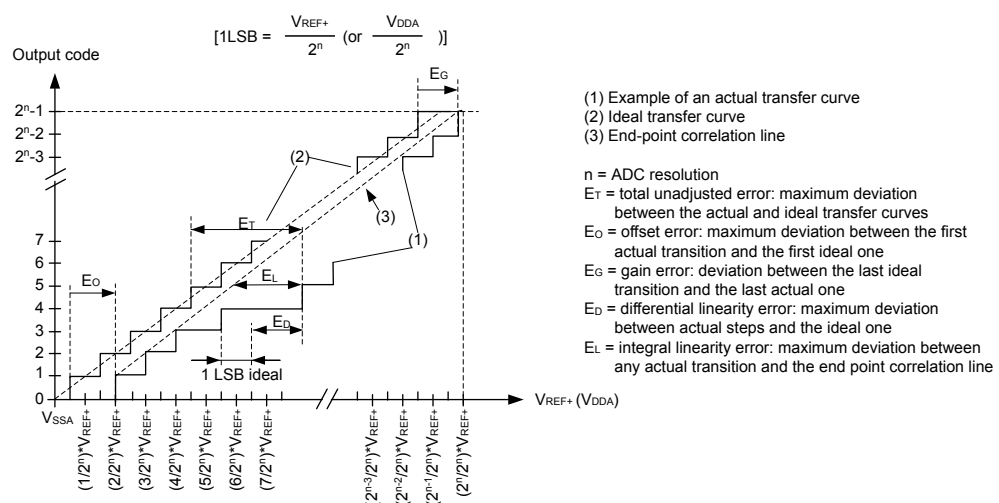 [1LSB = VREF+ / 2ⁿ (or VDDA / 2ⁿ )]
Output code
EG
2ⁿ-1
2ⁿ-2
2ⁿ-3
(2)
(3)
ET
(1)
7
6
5
4
3
2
1
0
EO
EL
ED
1 LSB ideal
VSSA
VREF+ (VDDA)
(1/2ⁿ)*VREF+
(2/2ⁿ)*VREF+
(3/2ⁿ)*VREF+
(4/2ⁿ)*VREF+
(5/2ⁿ)*VREF+
(6/2ⁿ)*VREF+
(7/2ⁿ)*VREF+
(2ⁿ⁻³/2ⁿ)*VREF+
(2ⁿ⁻²/2ⁿ)*VREF+
(2ⁿ⁻¹/2ⁿ)*VREF+
(2ⁿ/2ⁿ)*VREF+
(1) Example of an actual transfer curve
(2) Ideal transfer curve
(3) End-point correlation line
n = ADC resolution
ET = total unadjusted error: maximum deviation
between the actual and ideal transfer curves
EO = offset error: maximum deviation between the first
actual transition and the first ideal one
EG = gain error: deviation between the last ideal
transition and the last actual one
ED = differential linearity error: maximum deviation
between actual steps and the ideal one
EL = integral linearity error: maximum deviation between
any actual transition and the end point correlation line